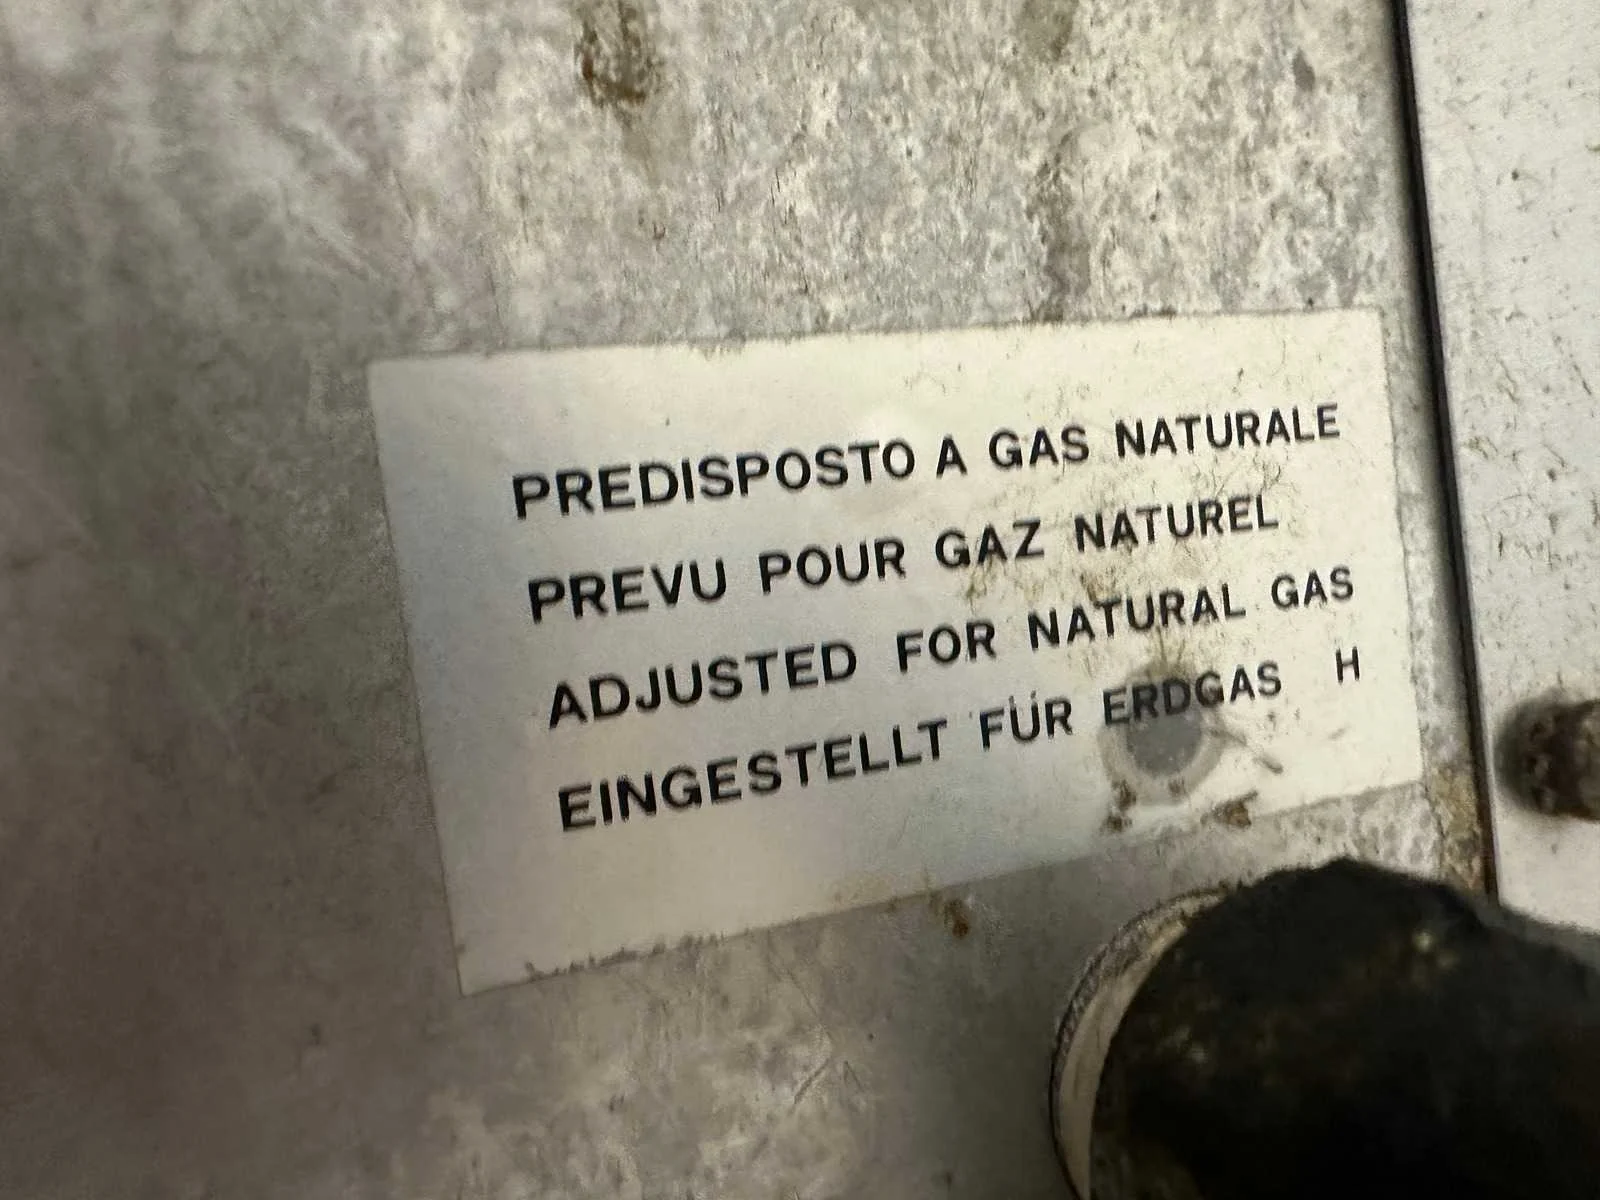 PREDISPOSTO A GAS NATURALE
PREVU POUR GAZ NATUREL
ADJUSTED FOR NATURAL GAS
EINGESTELLT FÜR ERDGAS H